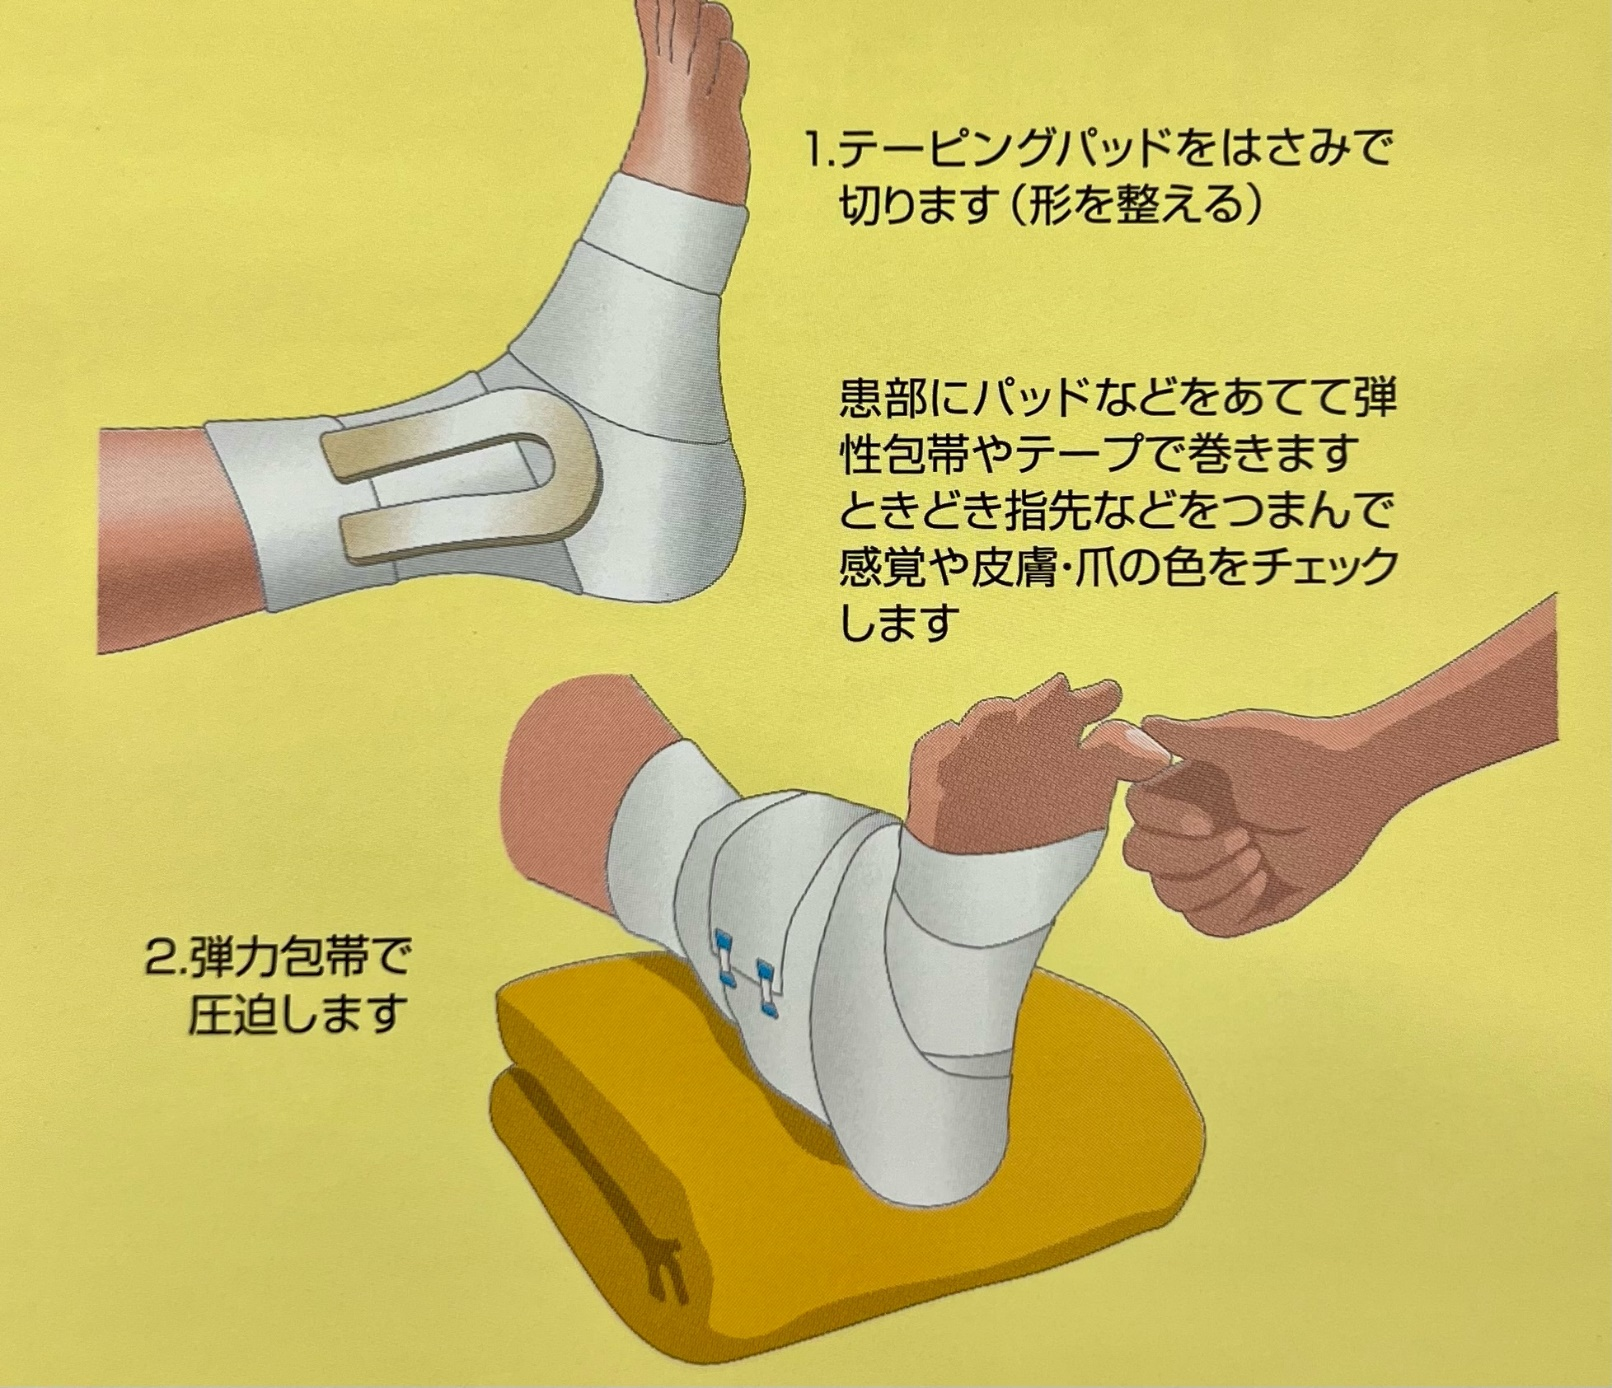 1.テーピングパッドをはさみで
切ります(形を整える)
患部にパッドなどをあてて弾
性包帯やテープで巻きます
ときどき指先などをつまんで
感覚や皮膚・爪の色をチェック
します
2.弾力包帯で
圧迫します